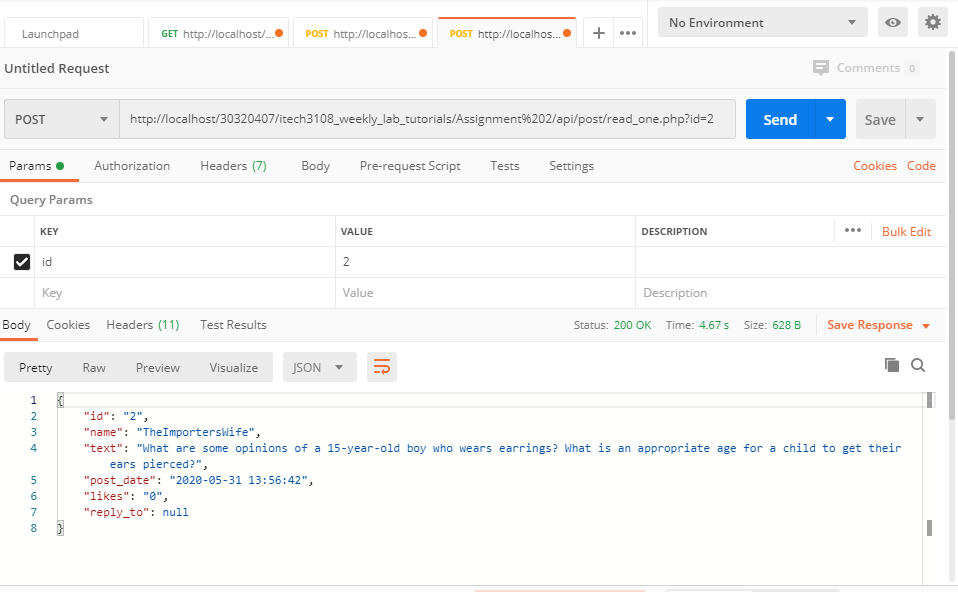 Launchpad GET http://localhost/... POST http://localhos... POST http://localhos... + ••• No Environment
Untitled Request Comments 0
POST http://localhost/30320407/itech3108_weekly_lab_tutorials/Assignment%202/api/post/read_one.php?id=2 Send Save
Params Authorization Headers (7) Body Pre-request Script Tests Settings Cookies Code
Query Params
KEY VALUE DESCRIPTION ••• Bulk Edit
id 2
Key Value Description
Body Cookies Headers (11) Test Results Status: 200 OK Time: 4.67 s Size: 628 B Save Response
Pretty Raw Preview Visualize JSON
1 {
2 "id": "2",
3 "name": "TheImportersWife",
4 "text": "What are some opinions of a 15-year-old boy who wears earrings? What is an appropriate age for a child to get their
ears pierced?",
5 "post_date": "2020-05-31 13:56:42",
6 "likes": "0",
7 "reply_to": null
8 }